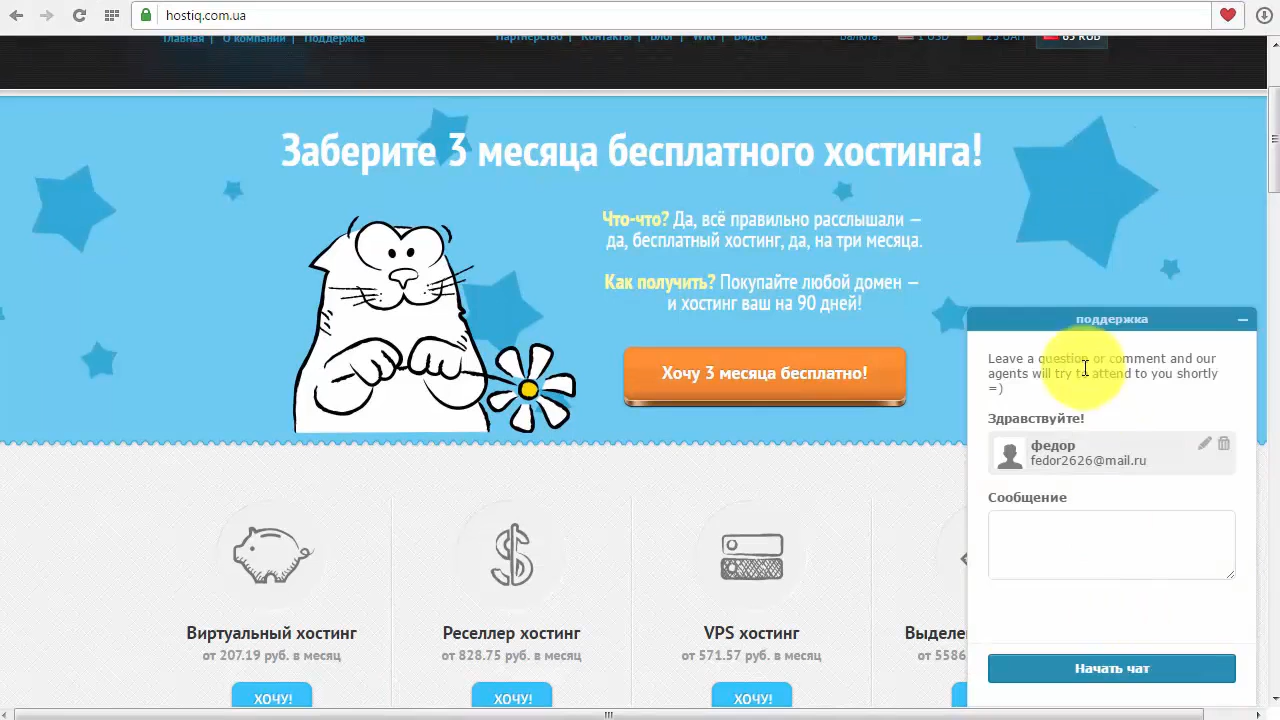 hostiq.com.ua
Главная | О компании | Поддержка
Партнерство | Контакты | Блог | Wiki | Видео
Валюта: 1 USD 25 UAH 65 RUB
Заберите 3 месяца бесплатного хостинга!
Что-что? Да, всё правильно расслышали —
да, бесплатный хостинг, да, на три месяца.
Как получить? Покупайте любой домен —
и хостинг ваш на 90 дней!
Хочу 3 месяца бесплатно!
поддержка
Leave a question or comment and our
agents will try to attend to you shortly
=)
Здравствуйте!
федор
fedor2626@mail.ru
Сообщение
Начать чат
Виртуальный хостинг
от 207.19 руб. в месяц
ХОЧУ!
Реселлер хостинг
от 828.75 руб. в месяц
ХОЧУ!
VPS хостинг
от 571.57 руб. в месяц
ХОЧУ!
Выделе
от 5586